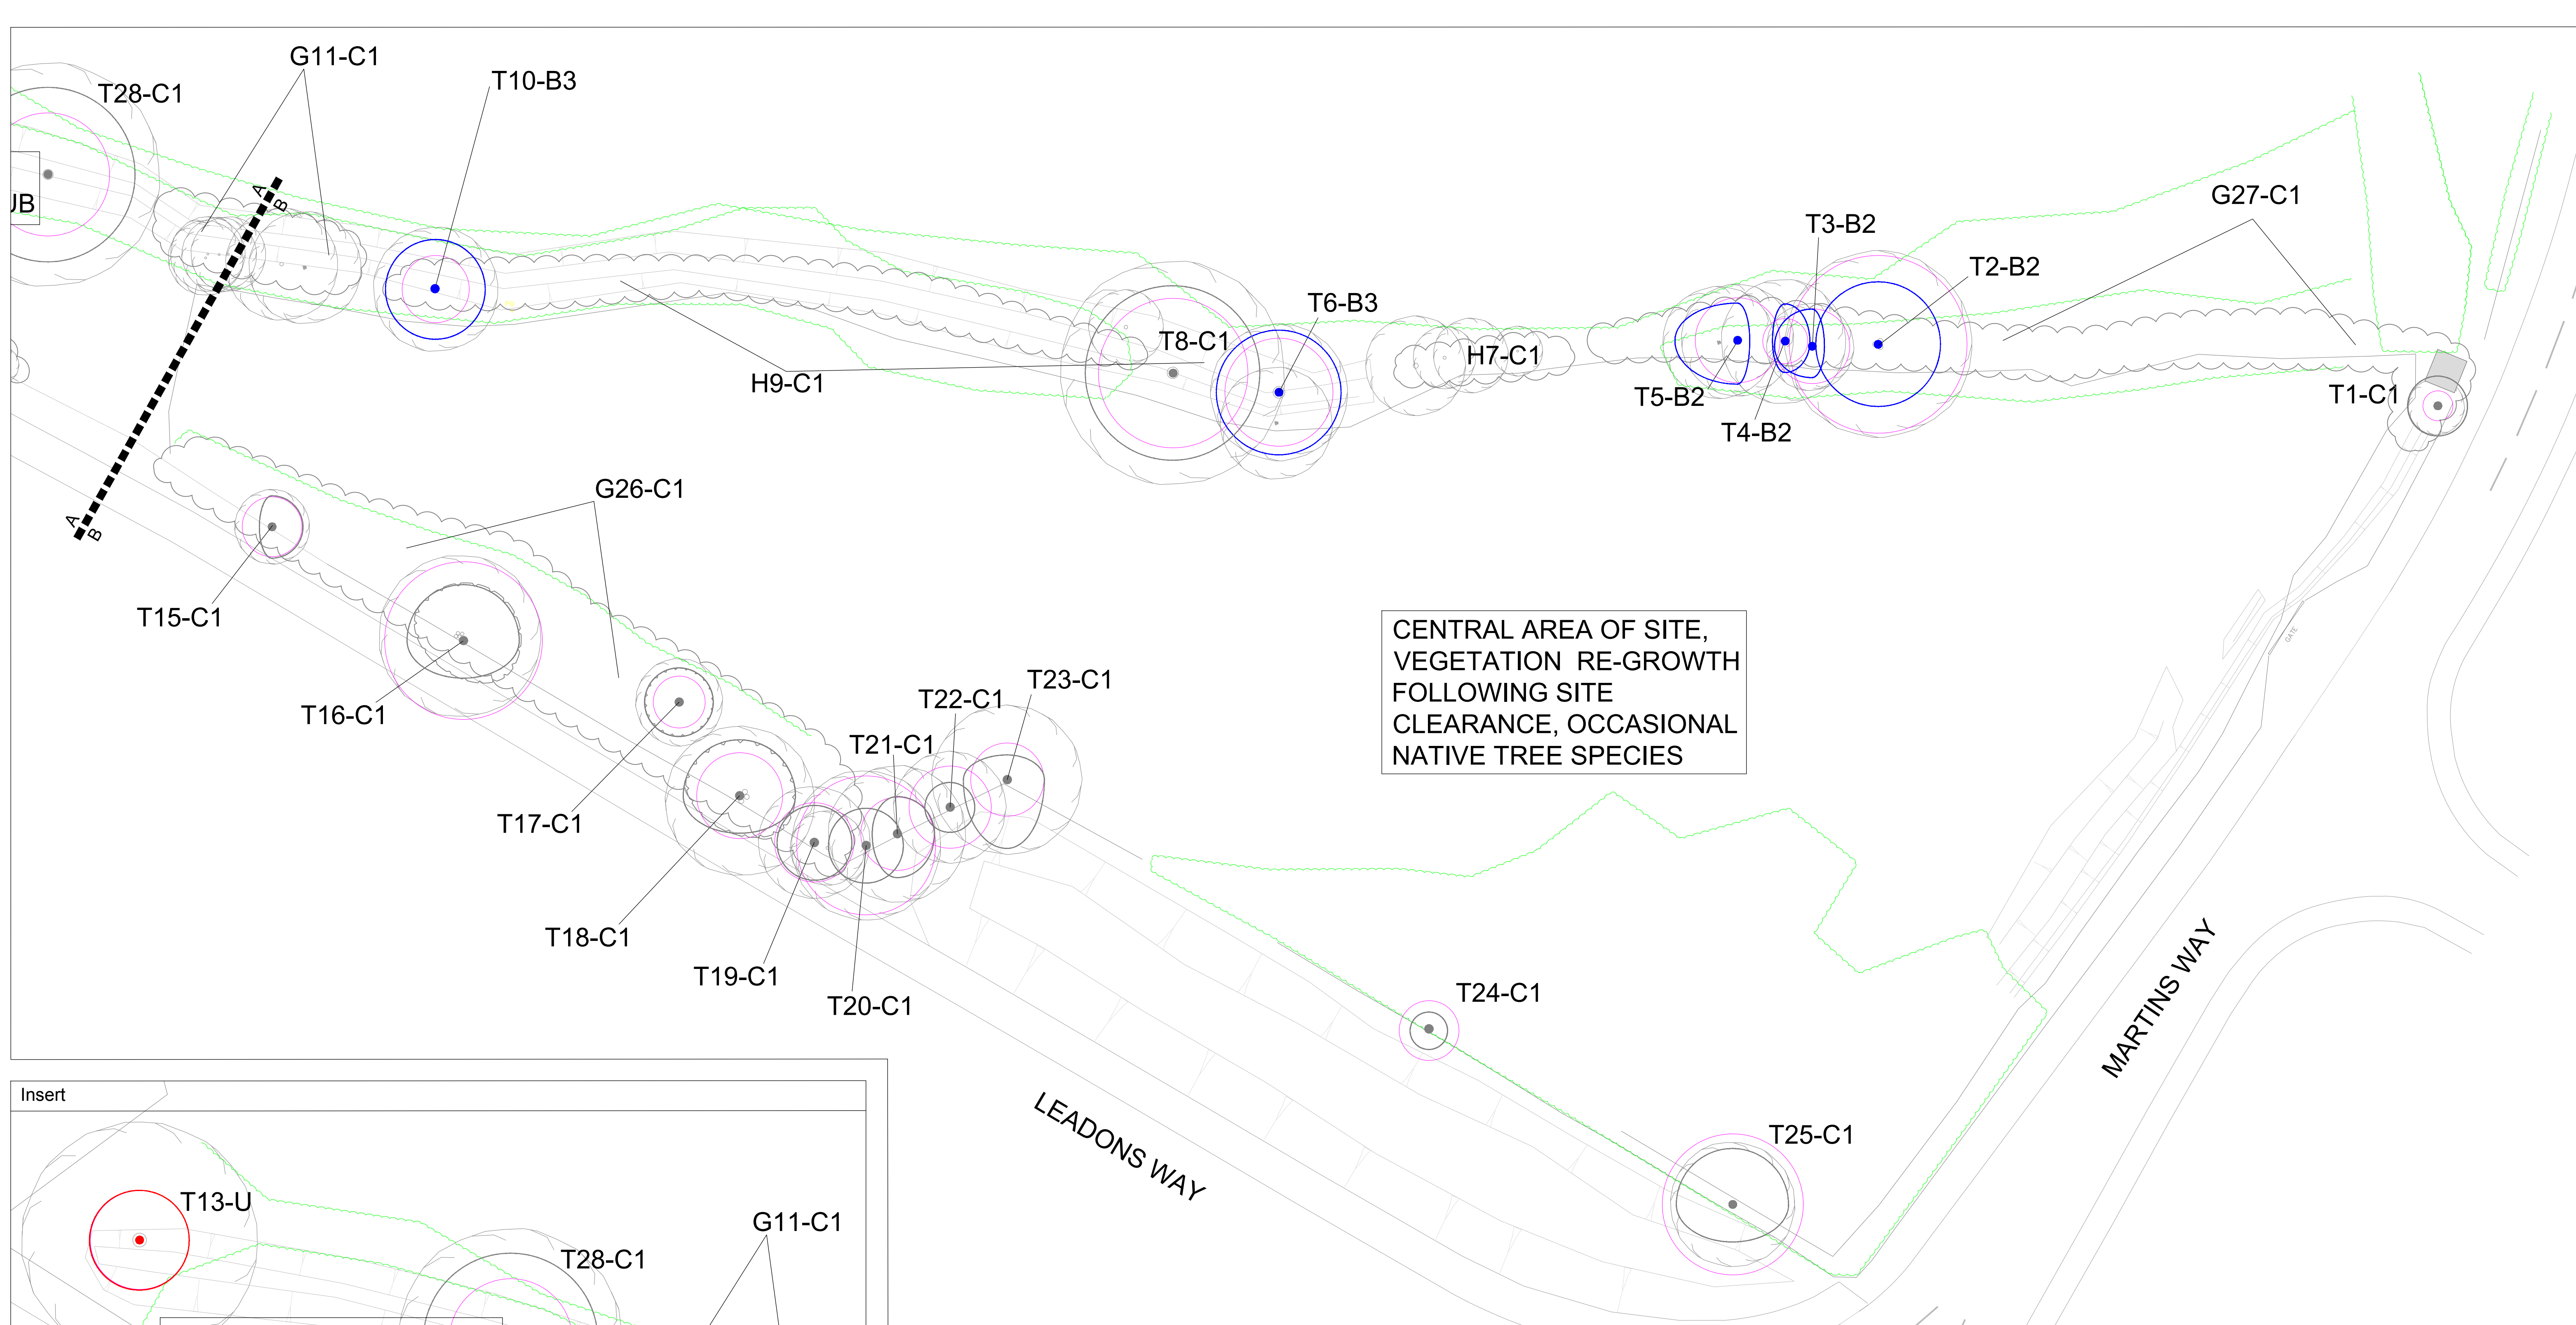 G11-C1
T10-B3
T28-C1
A
B
G27-C1
T3-B2
T2-B2
T6-B3
T8-C1
H7-C1
H9-C1
T5-B2
T4-B2
T1-C1
G26-C1
A
B
T15-C1
GATE
CENTRAL AREA OF SITE,
VEGETATION RE-GROWTH
FOLLOWING SITE
CLEARANCE, OCCASIONAL
NATIVE TREE SPECIES
T23-C1
T22-C1
T16-C1
T21-C1
T17-C1
T18-C1
T19-C1
T20-C1
T24-C1
MARTINS WAY
LEADONS WAY
T25-C1
Insert
T13-U
G11-C1
T28-C1